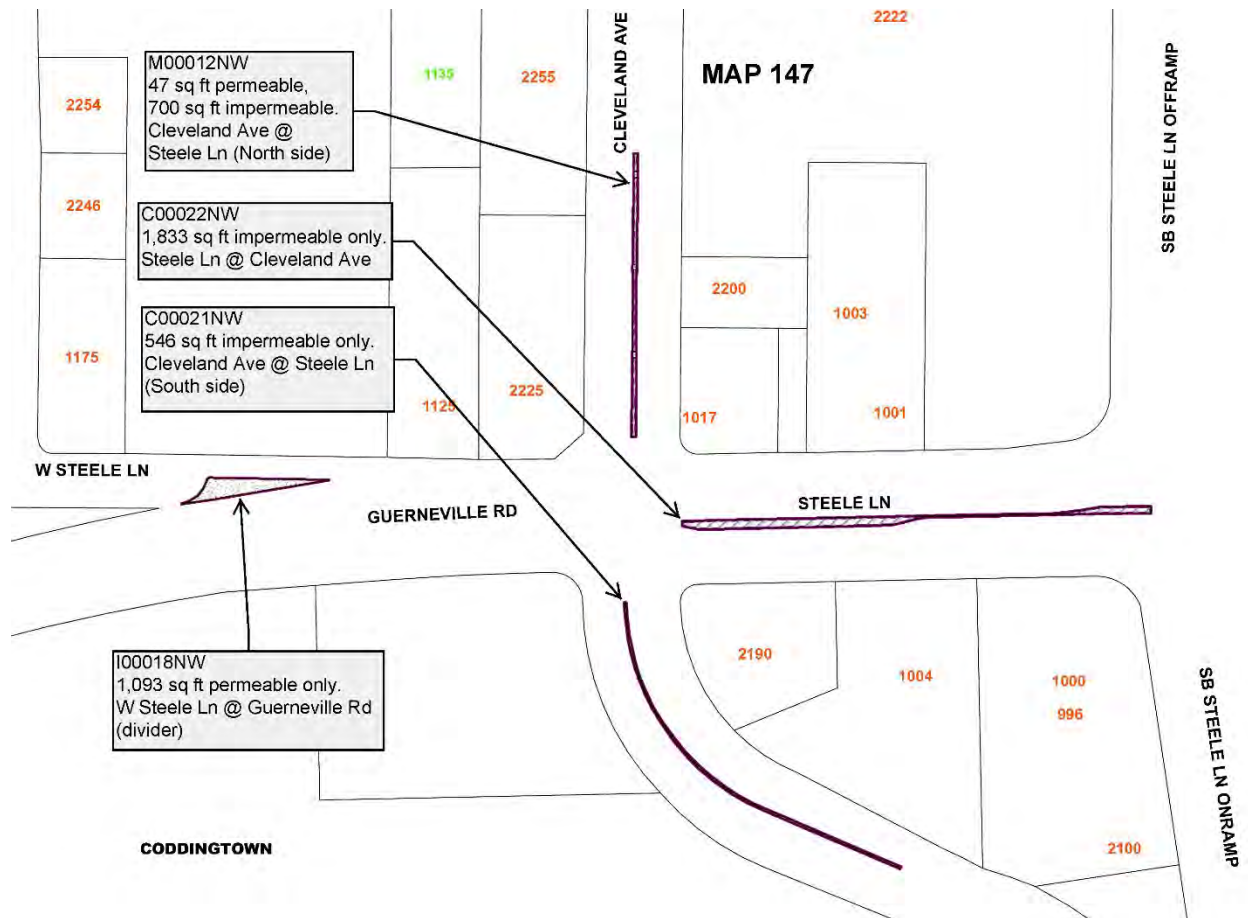 2222
CLEVELAND AVE
MAP 147
SB STEELE LN OFFRAMP
M00012NW
47 sq ft permeable,
700 sq ft impermeable.
Cleveland Ave @
Steele Ln (North side)
1135
2255
2254
2246
C00022NW
1,833 sq ft impermeable only.
Steele Ln @ Cleveland Ave
2200
1003
C00021NW
546 sq ft impermeable only.
Cleveland Ave @ Steele Ln
(South side)
1175
1125
2225
1017
1001
W STEELE LN
GUERNEVILLE RD
STEELE LN
I00018NW
1,093 sq ft permeable only.
W Steele Ln @ Guerneville Rd
(divider)
2190
1004
1000
996
SB STEELE LN ONRAMP
CODDINGTOWN
2100